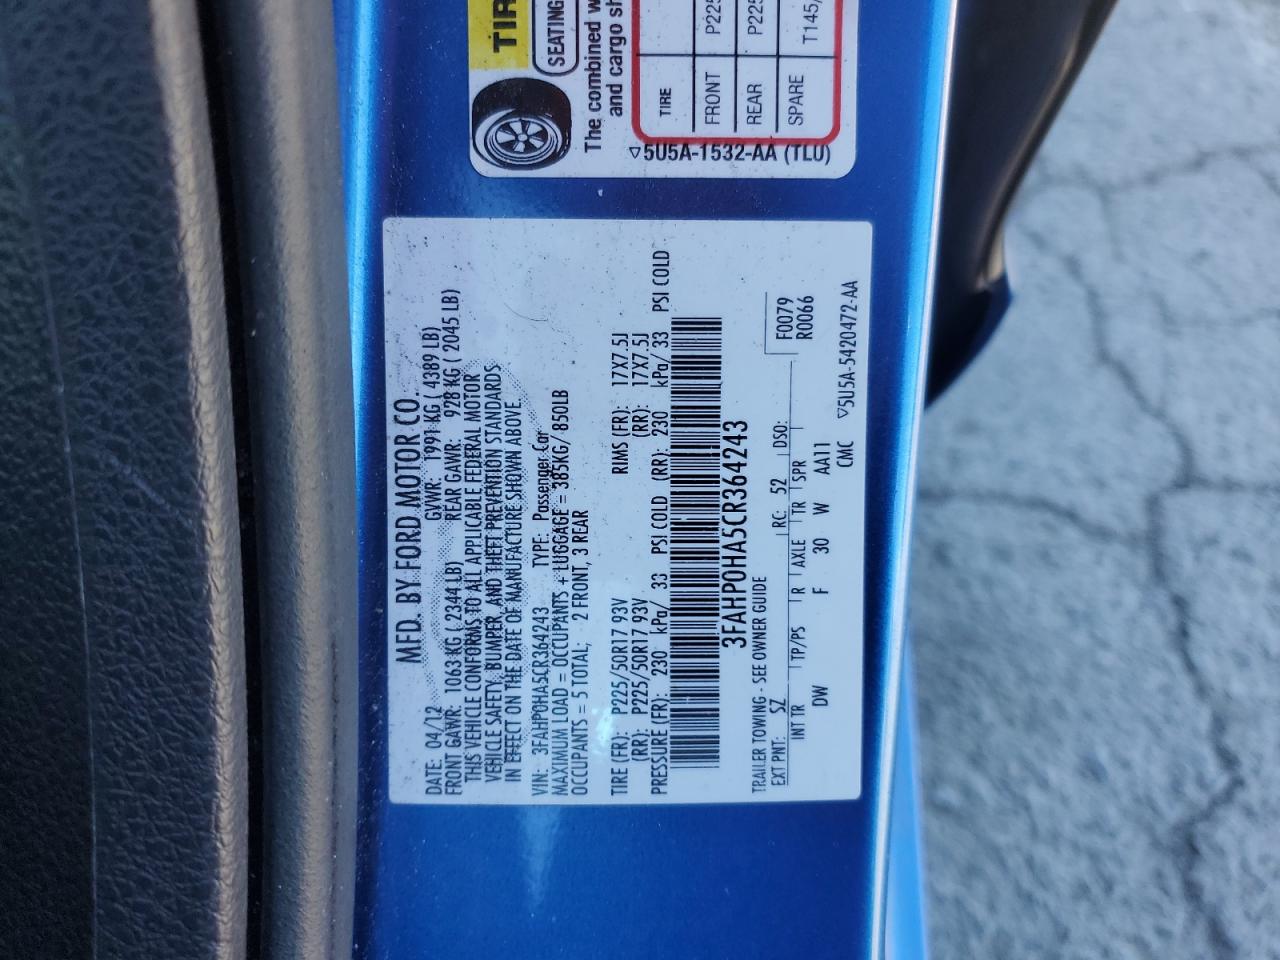 MFD. BY FORD MOTOR CO.
DATE: 04/12 GVWR: 1991 KG ( 4389 LB)
FRONT GAWR: 1063 KG ( 2344 LB) REAR GAWR: 928 KG ( 2045 LB)
THIS VEHICLE CONFORMS TO ALL APPLICABLE FEDERAL MOTOR
VEHICLE SAFETY, BUMPER, AND THEFT PREVENTION STANDARDS
IN EFFECT ON THE DATE OF MANUFACTURE SHOWN ABOVE.
VIN: 3FAHP0HA5CR364243 TYPE: Passenger Car
MAXIMUM LOAD = OCCUPANTS + LUGGAGE = 385KG/ 850LB
OCCUPANTS = 5 TOTAL; 2 FRONT, 3 REAR
TIRE (FR): P225/50R17 93V RIMS (FR): 17X7.5J
(RR): P225/50R17 93V (RR): 17X7.5J
PRESSURE (FR): 230 kPa/ 33 PSI COLD (RR): 230 kPa/ 33 PSI COLD
3FAHP0HA5CR364243
TRAILER TOWING - SEE OWNER GUIDE
F0079
R0066
EXT PNT: SZ RC: 52 DSO:
INT TR TP/PS R AXLE TR SPR
DW F 30 W AA11
CMC ▽5U5A-5420472-AA
TIR
SEATING
The combined w
and cargo sh
TIRE
FRONT P225
REAR P225
SPARE T145/
▽5U5A-1532-AA (TLU)